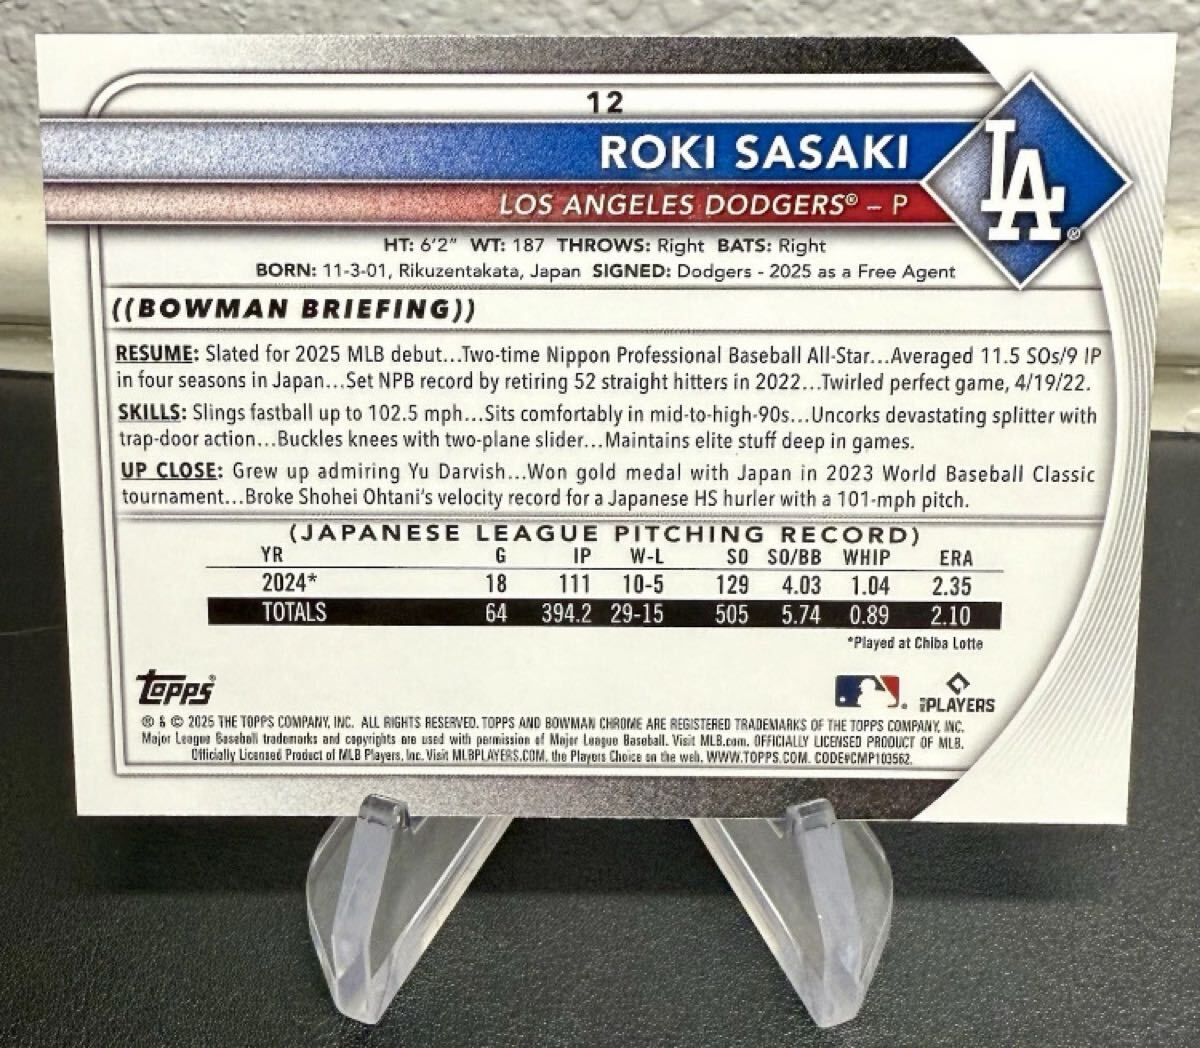 12
ROKI SASAKI
LOS ANGELES DODGERS® – P
LA®
HT: 6'2" WT: 187 THROWS: Right BATS: Right
BORN: 11-3-01, Rikuzentakata, Japan SIGNED: Dodgers - 2025 as a Free Agent
((BOWMAN BRIEFING))
RESUME: Slated for 2025 MLB debut...Two-time Nippon Professional Baseball All-Star...Averaged 11.5 SOs/9 IP
in four seasons in Japan...Set NPB record by retiring 52 straight hitters in 2022...Twirled perfect game, 4/19/22.
SKILLS: Slings fastball up to 102.5 mph...Sits comfortably in mid-to-high-90s...Uncorks devastating splitter with
trap-door action...Buckles knees with two-plane slider...Maintains elite stuff deep in games.
UP CLOSE: Grew up admiring Yu Darvish...Won gold medal with Japan in 2023 World Baseball Classic
tournament...Broke Shohei Ohtani's velocity record for a Japanese HS hurler with a 101-mph pitch.
(JAPANESE LEAGUE PITCHING RECORD)
YR G IP W-L SO SO/BB WHIP ERA
2024* 18 111 10-5 129 4.03 1.04 2.35
TOTALS 64 394.2 29-15 505 5.74 0.89 2.10
*Played at Chiba Lotte
topps®
MLB PLAYERS
® & © 2025 THE TOPPS COMPANY, INC. ALL RIGHTS RESERVED. TOPPS AND BOWMAN CHROME ARE REGISTERED TRADEMARKS OF THE TOPPS COMPANY, INC.
Major League Baseball trademarks and copyrights are used with permission of Major League Baseball. Visit MLB.com. OFFICIALLY LICENSED PRODUCT OF MLB.
Officially Licensed Product of MLB Players, Inc. Visit MLBPLAYERS.COM, the Players Choice on the web. WWW.TOPPS.COM. CODE#CMP103562.